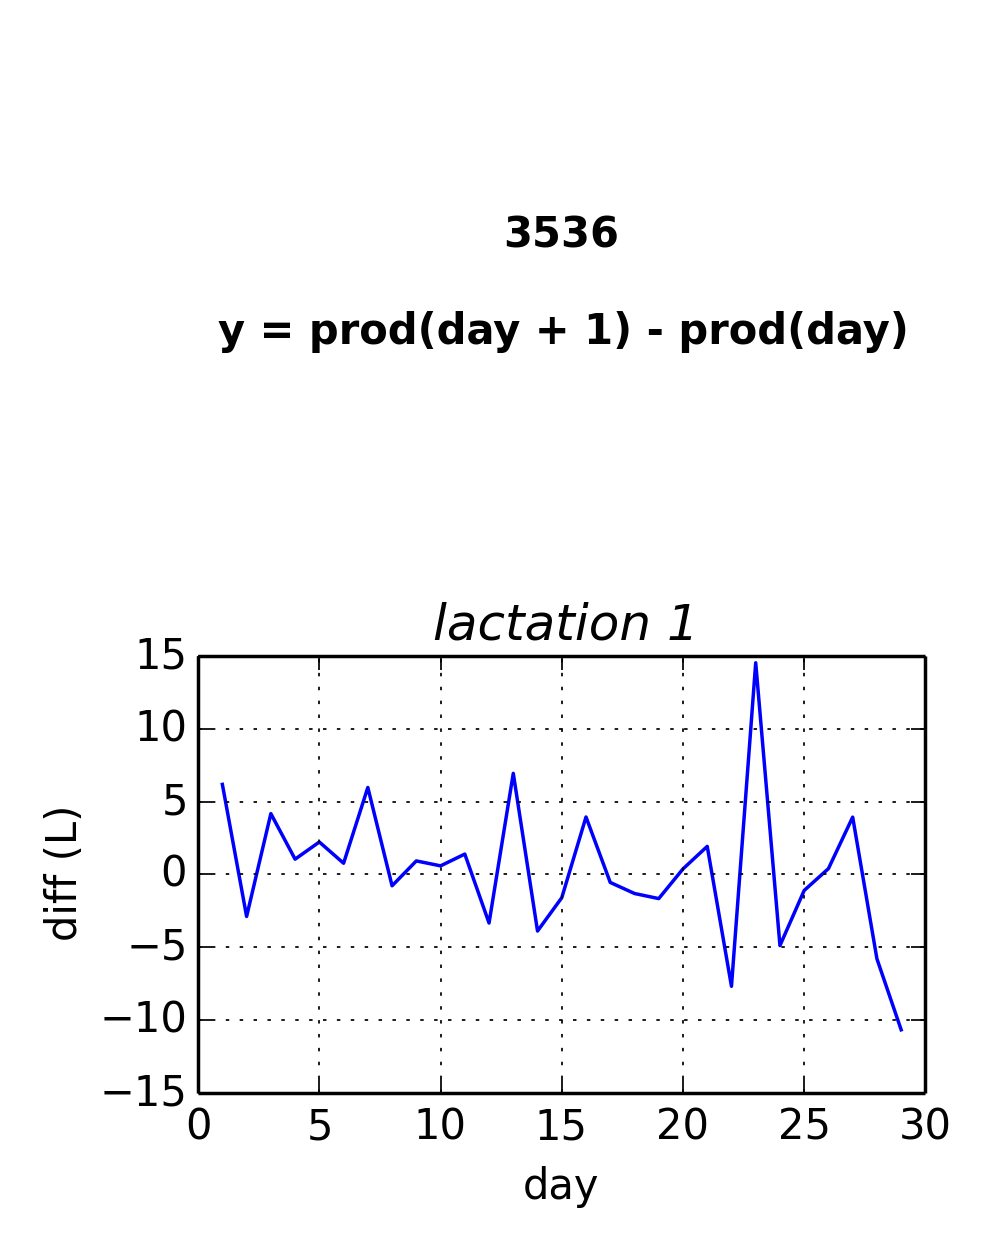 3536
y = prod(day + 1) - prod(day)
lactation 1
15
10
5
0
−5
−10
−15
diff (L)
0 5 10 15 20 25 30
day